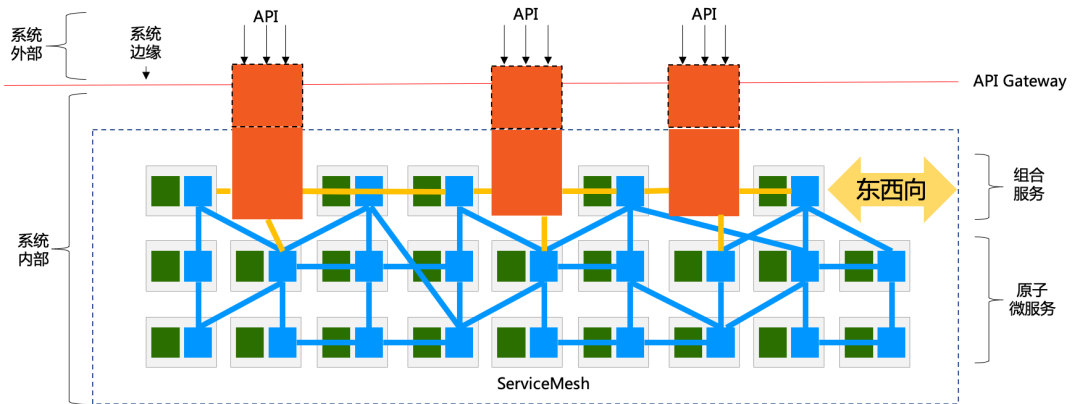 系统
外部
系统
边缘
API
API
API
API Gateway
东西向
组合
服务
系统
内部
原子
微服务
ServiceMesh